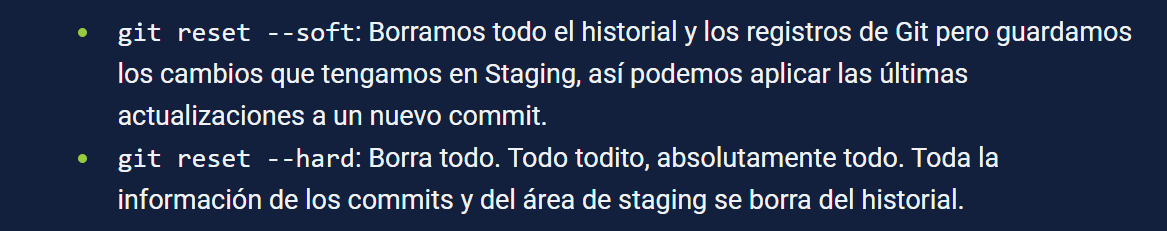 git reset --soft: Borramos todo el historial y los registros de Git pero guardamos
los cambios que tengamos en Staging, así podemos aplicar las últimas
actualizaciones a un nuevo commit.
git reset --hard: Borra todo. Todo todito, absolutamente todo. Toda la
información de los commits y del área de staging se borra del historial.